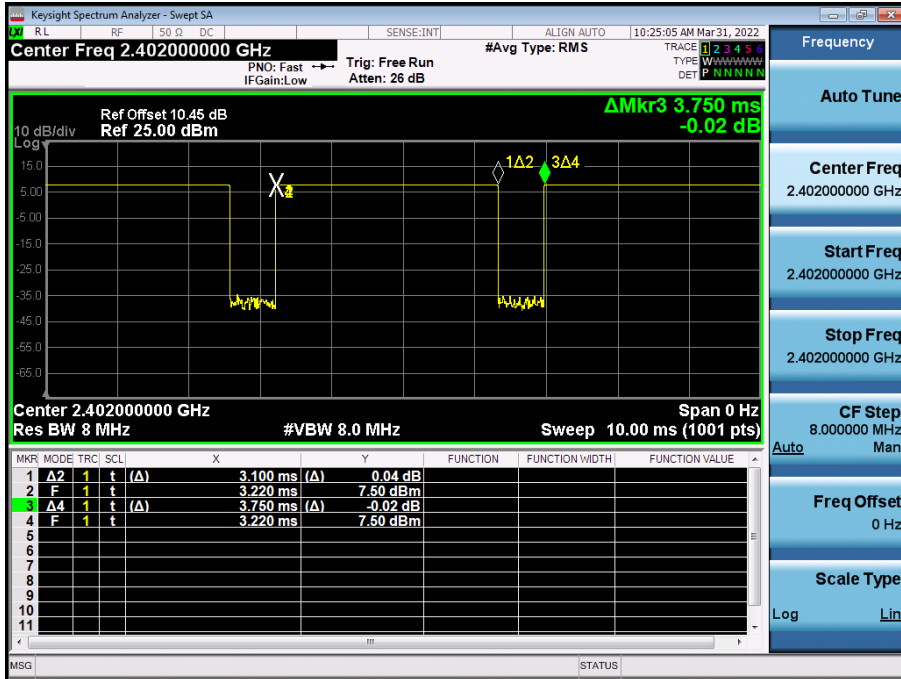 Keysight Spectrum Analyzer - Swept SA
LXI RL RF 50 Ω DC SENSE:INT ALIGN AUTO 10:25:05 AM Mar31, 2022
Center Freq 2.402000000 GHz
PNO: Fast
IFGain:Low
Trig: Free Run
Atten: 26 dB
#Avg Type: RMS
TRACE 1 2 3 4 5 6
TYPE WWWWWW
DET P N N N N N
ΔMkr3 3.750 ms
-0.02 dB
Ref Offset 10.45 dB
10 dB/div Ref 25.00 dBm
Log
15.0
5.00
-5.00
-15.0
-25.0
-35.0
-45.0
-55.0
-65.0
1Δ2
3Δ4
X
Center 2.402000000 GHz Span 0 Hz
Res BW 8 MHz #VBW 8.0 MHz Sweep 10.00 ms (1001 pts)
MKR MODE TRC SCL X Y FUNCTION FUNCTION WIDTH FUNCTION VALUE
1 Δ2 1 t (Δ) 3.100 ms (Δ) 0.04 dB
2 F 1 t 3.220 ms 7.50 dBm
3 Δ4 1 t (Δ) 3.750 ms (Δ) -0.02 dB
4 F 1 t 3.220 ms 7.50 dBm
5
6
7
8
9
10
11
MSG STATUS
Frequency
Auto Tune
Center Freq
2.402000000 GHz
Start Freq
2.402000000 GHz
Stop Freq
2.402000000 GHz
CF Step
8.000000 MHz
Auto Man
Freq Offset
0 Hz
Scale Type
Log Lin